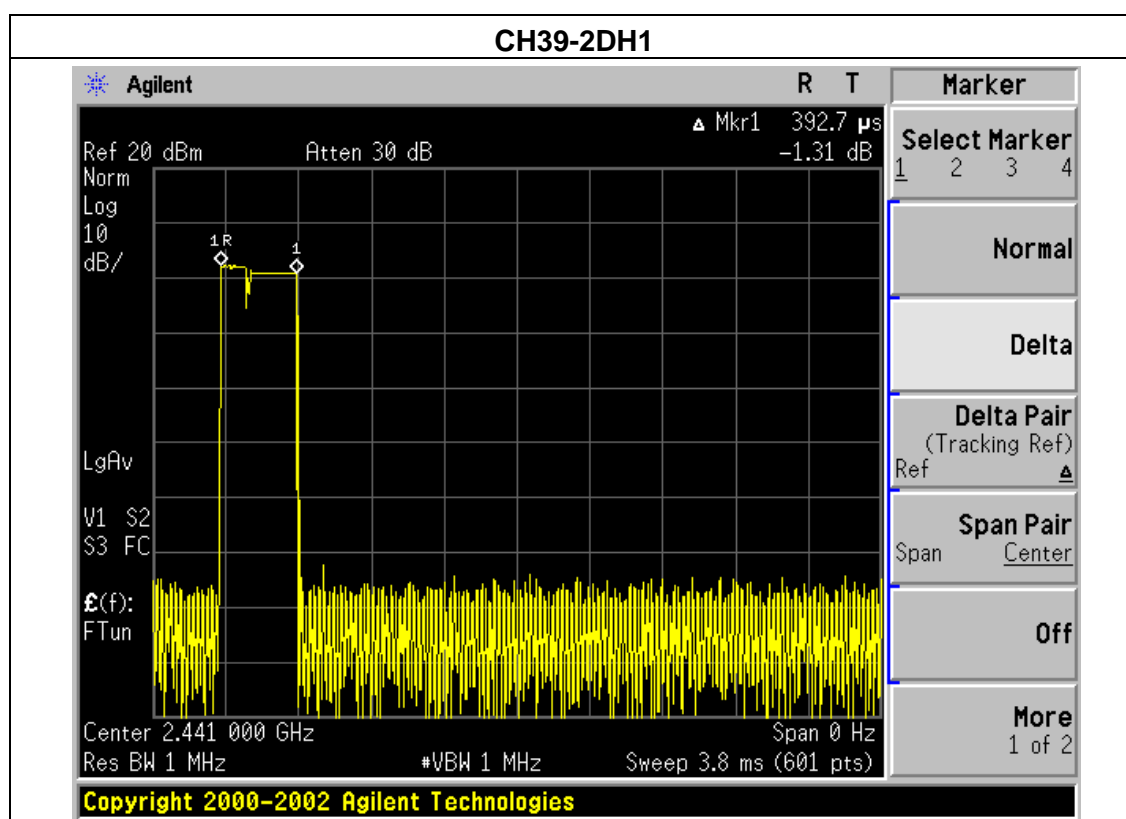 CH39-2DH1
Agilent R T Marker
Δ Mkr1 392.7 µs
Ref 20 dBm Atten 30 dB -1.31 dB
Norm
Log
10
dB/
1R
1
LgAv
V1 S2
S3 FC
£(f):
FTun
Center 2.441 000 GHz Span 0 Hz
Res BW 1 MHz #VBW 1 MHz Sweep 3.8 ms (601 pts)
Copyright 2000-2002 Agilent Technologies
Select Marker
1 2 3 4
Normal
Delta
Delta Pair
(Tracking Ref)
Ref Δ
Span Pair
Span Center
Off
More
1 of 2